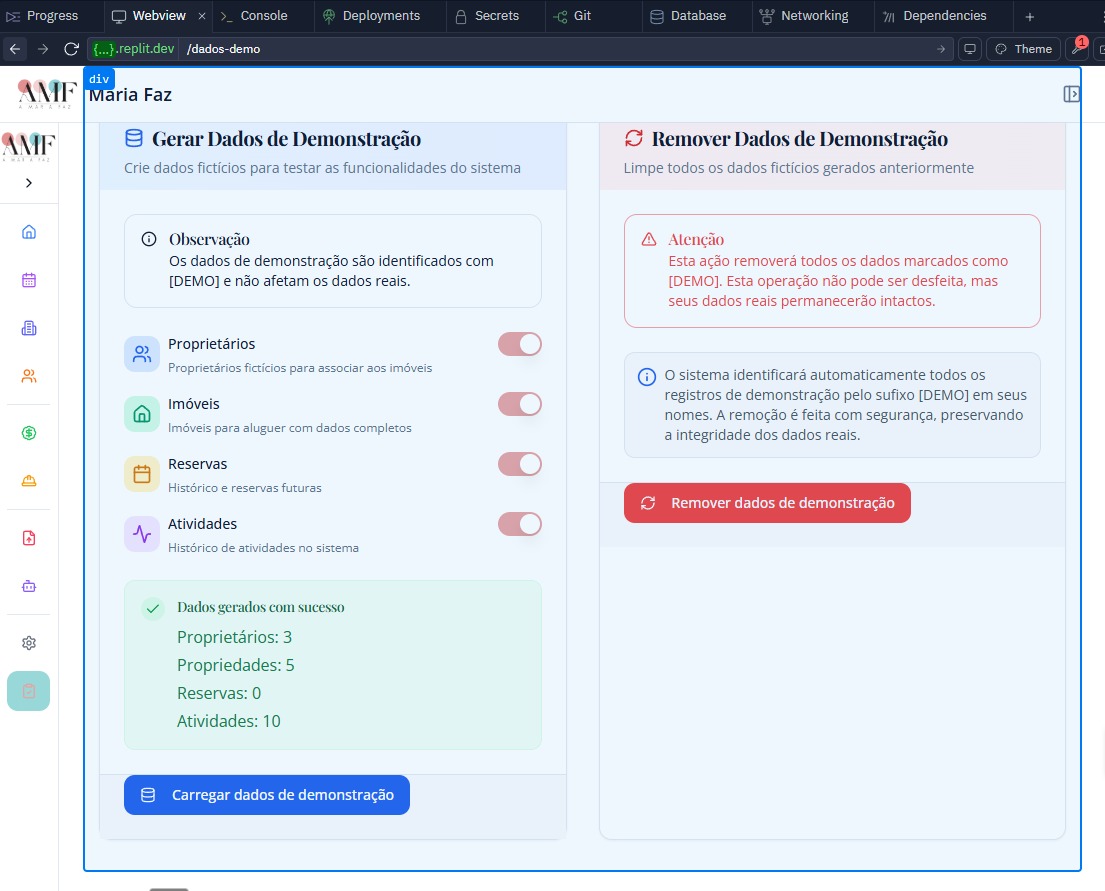 Progress
Webview
Console
Deployments
Secrets
Git
Database
Networking
Dependencies
{...}.replit.dev
/dados-demo
Theme
1
AMF
A MAR A FAZ
div
Maria Faz
AMF
A MAR A FAZ
Gerar Dados de Demonstração
Crie dados fictícios para testar as funcionalidades do sistema
Observação
Os dados de demonstração são identificados com
[DEMO] e não afetam os dados reais.
Proprietários
Proprietários fictícios para associar aos imóveis
Imóveis
Imóveis para aluguer com dados completos
Reservas
Histórico e reservas futuras
Atividades
Histórico de atividades no sistema
Dados gerados com sucesso
Proprietários: 3
Propriedades: 5
Reservas: 0
Atividades: 10
Carregar dados de demonstração
Remover Dados de Demonstração
Limpe todos os dados fictícios gerados anteriormente
Atenção
Esta ação removerá todos os dados marcados como
[DEMO]. Esta operação não pode ser desfeita, mas
seus dados reais permanecerão intactos.
O sistema identificará automaticamente todos os
registros de demonstração pelo sufixo [DEMO] em seus
nomes. A remoção é feita com segurança, preservando
a integridade dos dados reais.
Remover dados de demonstração